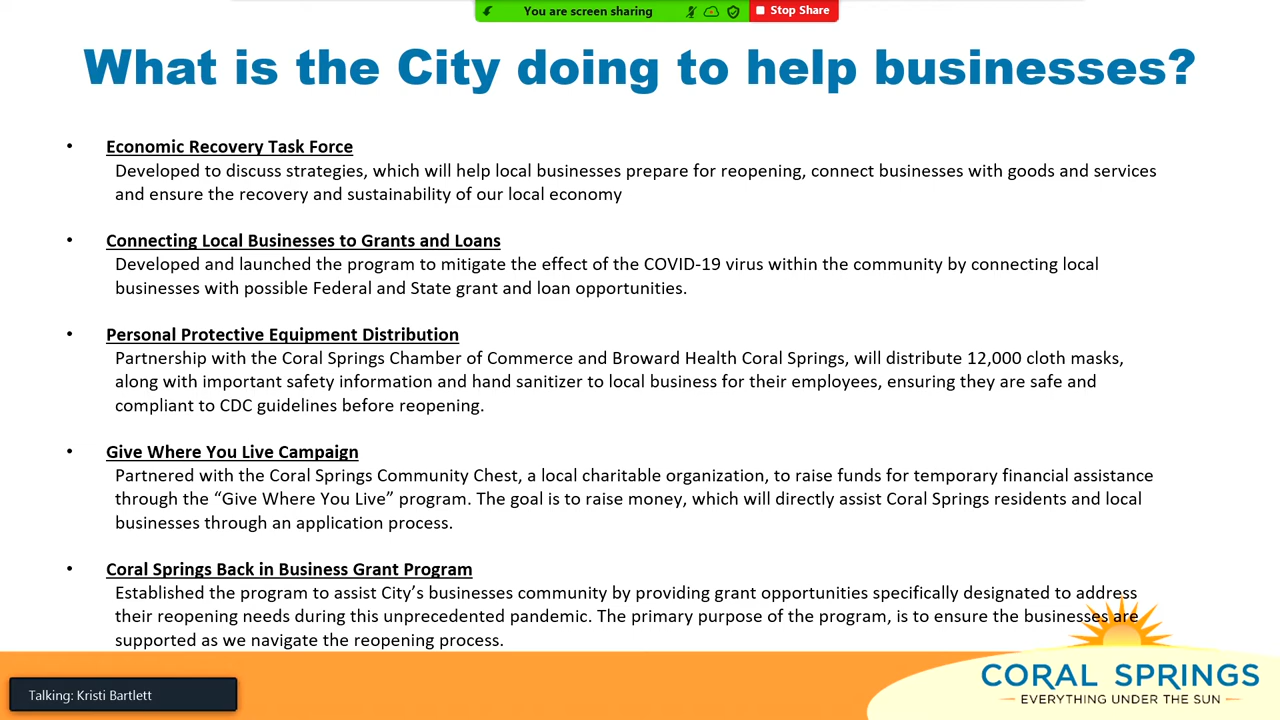 You are screen sharing
Stop Share
What is the City doing to help businesses?
• Economic Recovery Task Force
Developed to discuss strategies, which will help local businesses prepare for reopening, connect businesses with goods and services
and ensure the recovery and sustainability of our local economy
• Connecting Local Businesses to Grants and Loans
Developed and launched the program to mitigate the effect of the COVID-19 virus within the community by connecting local
businesses with possible Federal and State grant and loan opportunities.
• Personal Protective Equipment Distribution
Partnership with the Coral Springs Chamber of Commerce and Broward Health Coral Springs, will distribute 12,000 cloth masks,
along with important safety information and hand sanitizer to local business for their employees, ensuring they are safe and
compliant to CDC guidelines before reopening.
• Give Where You Live Campaign
Partnered with the Coral Springs Community Chest, a local charitable organization, to raise funds for temporary financial assistance
through the “Give Where You Live” program. The goal is to raise money, which will directly assist Coral Springs residents and local
businesses through an application process.
• Coral Springs Back in Business Grant Program
Established the program to assist City’s businesses community by providing grant opportunities specifically designated to address
their reopening needs during this unprecedented pandemic. The primary purpose of the program, is to ensure the businesses are
supported as we navigate the reopening process.
CORAL SPRINGS
EVERYTHING UNDER THE SUN
Talking: Kristi Bartlett